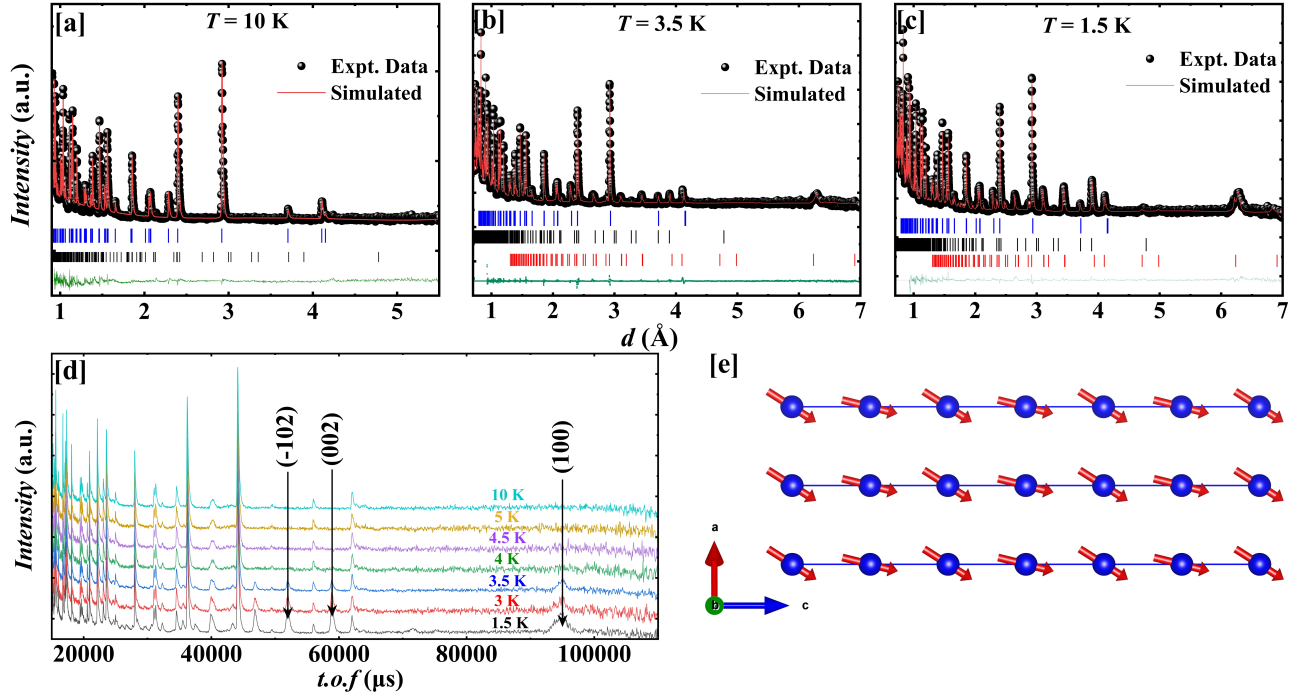 [a]
T = 10 K
Expt. Data
Simulated
[b]
T = 3.5 K
Expt. Data
Simulated
[c]
T = 1.5 K
Expt. Data
Simulated
Intensity (a.u.)
1 2 3 4 5
1 2 3 4 5 6 7
1 2 3 4 5 6 7
d (Å)
[d]
(-102)
(002)
(100)
10 K
5 K
4.5 K
4 K
3.5 K
3 K
1.5 K
Intensity (a.u.)
20000 40000 60000 80000 100000
t.o.f (µs)
[e]
a
b
c